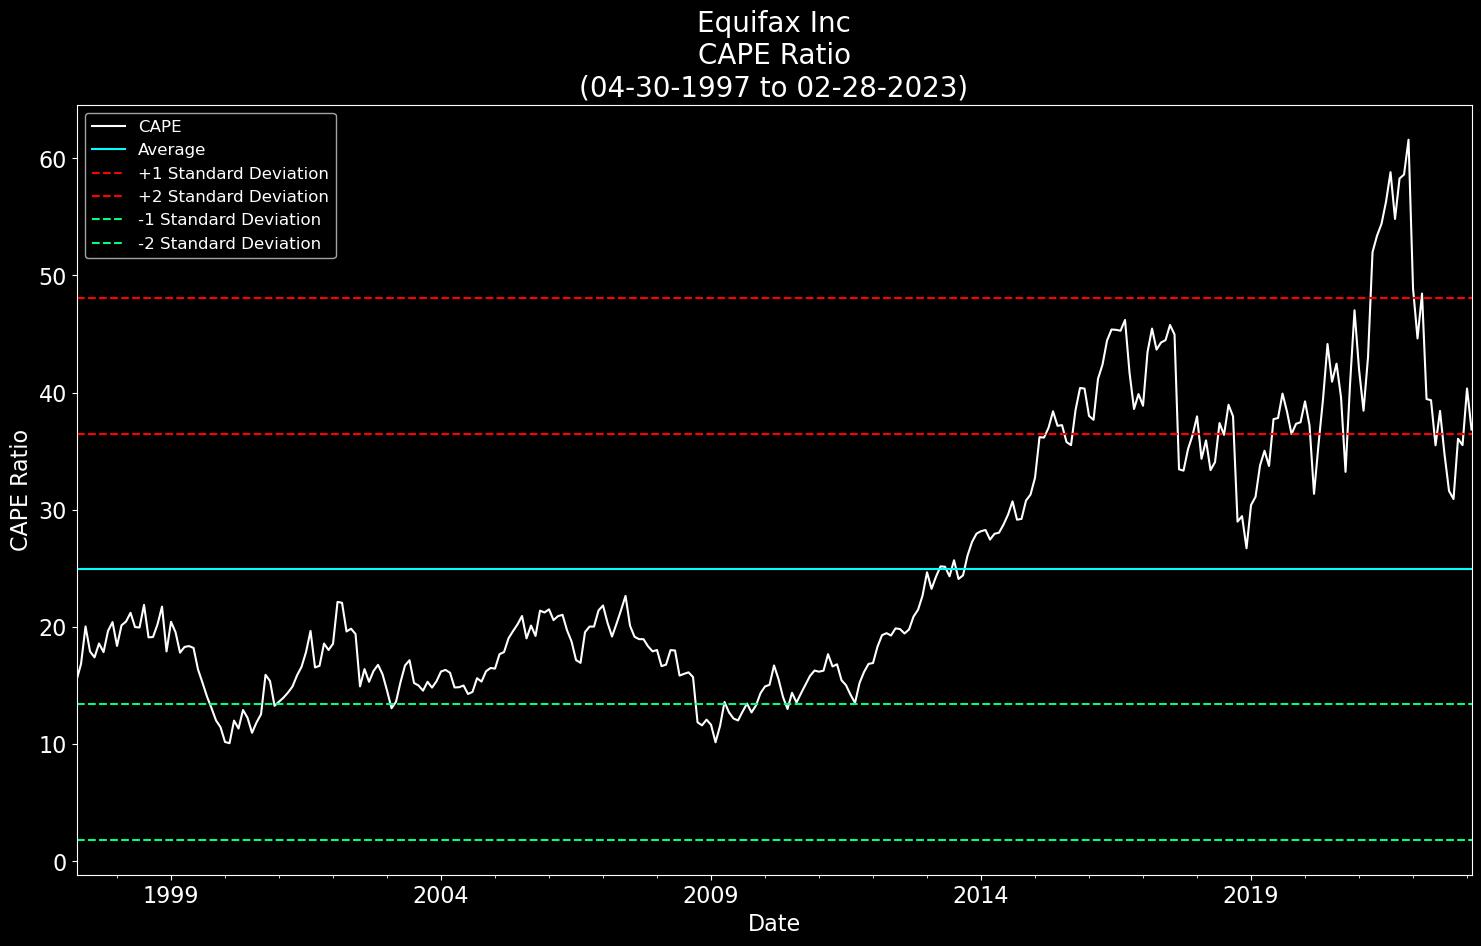 Equifax Inc
CAPE Ratio
(04-30-1997 to 02-28-2023)
CAPE
Average
+1 Standard Deviation
+2 Standard Deviation
-1 Standard Deviation
-2 Standard Deviation
60
50
40
30
20
10
0
CAPE Ratio
1999 2004 2009 2014 2019
Date